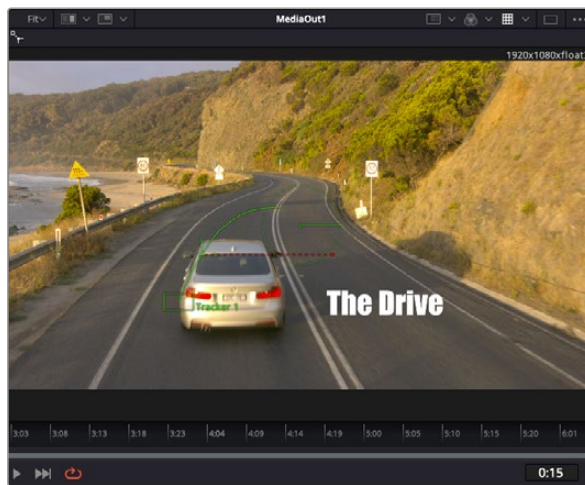 Fit
MediaOut1
1920x1080xfloat
Tracker 1
The Drive
3:03 3:08 3:13 3:18 3:23 4:04 4:09 4:14 4:19 5:00 5:05 5:10 5:15 5:20 6:01
0:15